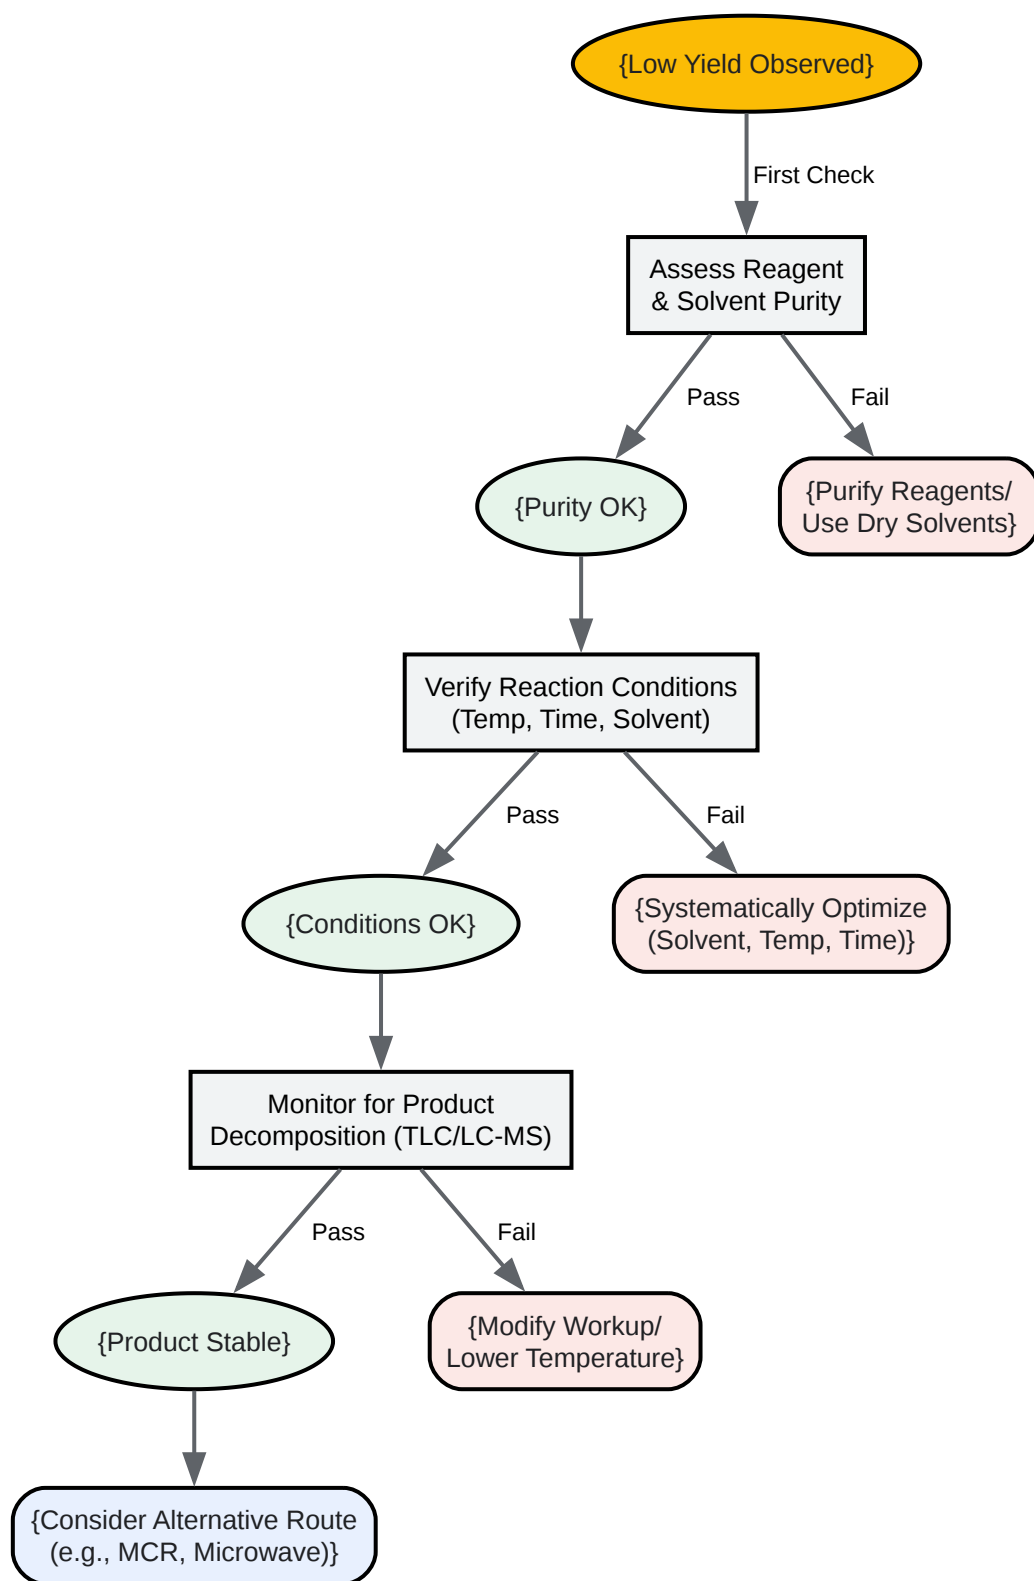 {Low Yield Observed}
First Check
Assess Reagent
& Solvent Purity
Pass
Fail
{Purity OK}
{Purify Reagents/
Use Dry Solvents}
Verify Reaction Conditions
(Temp, Time, Solvent)
Pass
Fail
{Conditions OK}
{Systematically Optimize
(Solvent, Temp, Time)}
Monitor for Product
Decomposition (TLC/LC-MS)
Pass
Fail
{Product Stable}
{Modify Workup/
Lower Temperature}
{Consider Alternative Route
(e.g., MCR, Microwave)}